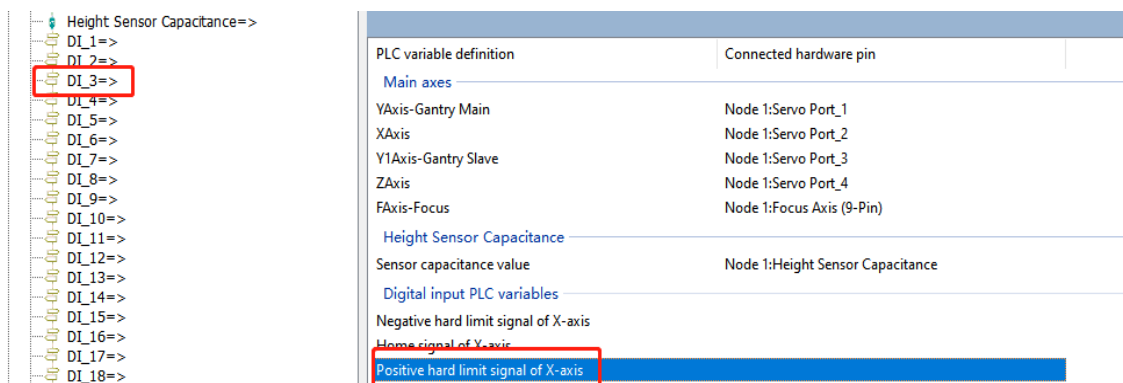 Height Sensor Capacitance=>
DI_1=>
DI_2=>
DI_3=>
DI_4=>
DI_5=>
DI_6=>
DI_7=>
DI_8=>
DI_9=>
DI_10=>
DI_11=>
DI_12=>
DI_13=>
DI_14=>
DI_15=>
DI_16=>
DI_17=>
DI_18=>
PLC variable definition Connected hardware pin
Main axes
YAxis-Gantry Main Node 1:Servo Port_1
XAxis Node 1:Servo Port_2
Y1Axis-Gantry Slave Node 1:Servo Port_3
ZAxis Node 1:Servo Port_4
FAxis-Focus Node 1:Focus Axis (9-Pin)
Height Sensor Capacitance
Sensor capacitance value Node 1:Height Sensor Capacitance
Digital input PLC variables
Negative hard limit signal of X-axis
Home signal of X-axis
Positive hard limit signal of X-axis